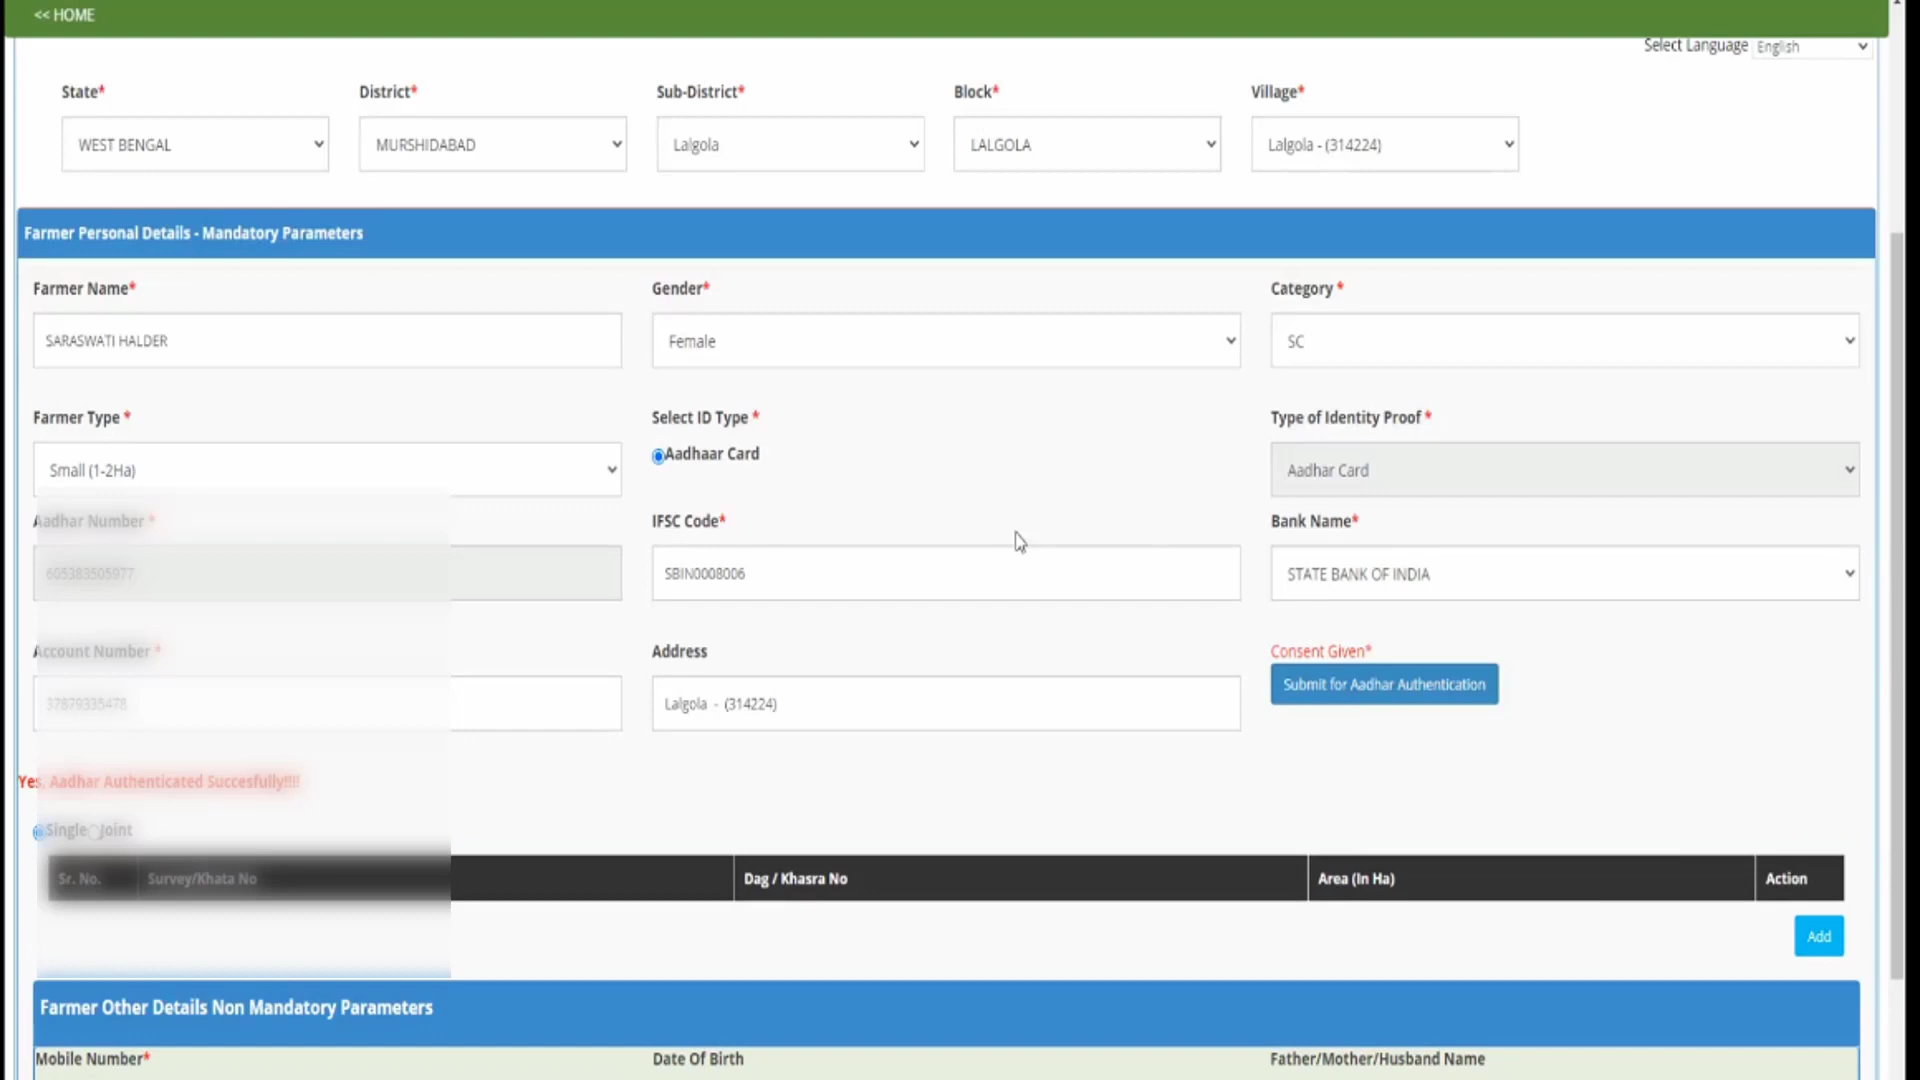 << HOME
Select Language English
State* District* Sub-District* Block* Village*
WEST BENGAL MURSHIDABAD Lalgola LALGOLA Lalgola - (314224)
Farmer Personal Details - Mandatory Parameters
Farmer Name* Gender* Category *
SARASWATI HALDER Female SC
Farmer Type * Select ID Type * Type of Identity Proof *
Small (1-2Ha) Aadhaar Card Aadhar Card
Aadhar Number * IFSC Code* Bank Name*
SBIN0008006 STATE BANK OF INDIA
Account Number * Address Consent Given*
Lalgola - (314224) Submit for Aadhar Authentication
Yes, Aadhar Authenticated Succesfully!!!!
Single Joint
Sr. No. Survey/Khata No Dag / Khasra No Area (In Ha) Action
Add
Farmer Other Details Non Mandatory Parameters
Mobile Number* Date Of Birth Father/Mother/Husband Name